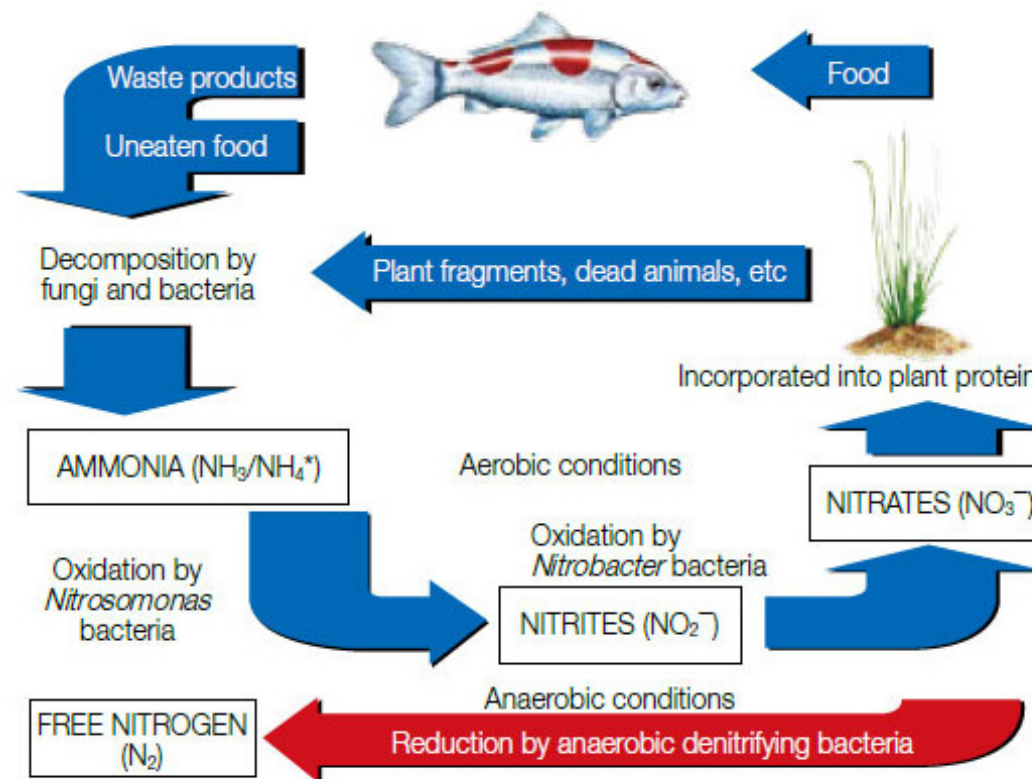 Waste products
Food
Uneaten food
Decomposition by
fungi and bacteria
Plant fragments, dead animals, etc
Incorporated into plant protein
AMMONIA (NH₃/NH₄*)
Aerobic conditions
NITRATES (NO₃⁻)
Oxidation by
Nitrosomonas
bacteria
Oxidation by
Nitrobacter bacteria
NITRITES (NO₂⁻)
Anaerobic conditions
FREE NITROGEN
(N₂)
Reduction by anaerobic denitrifying bacteria